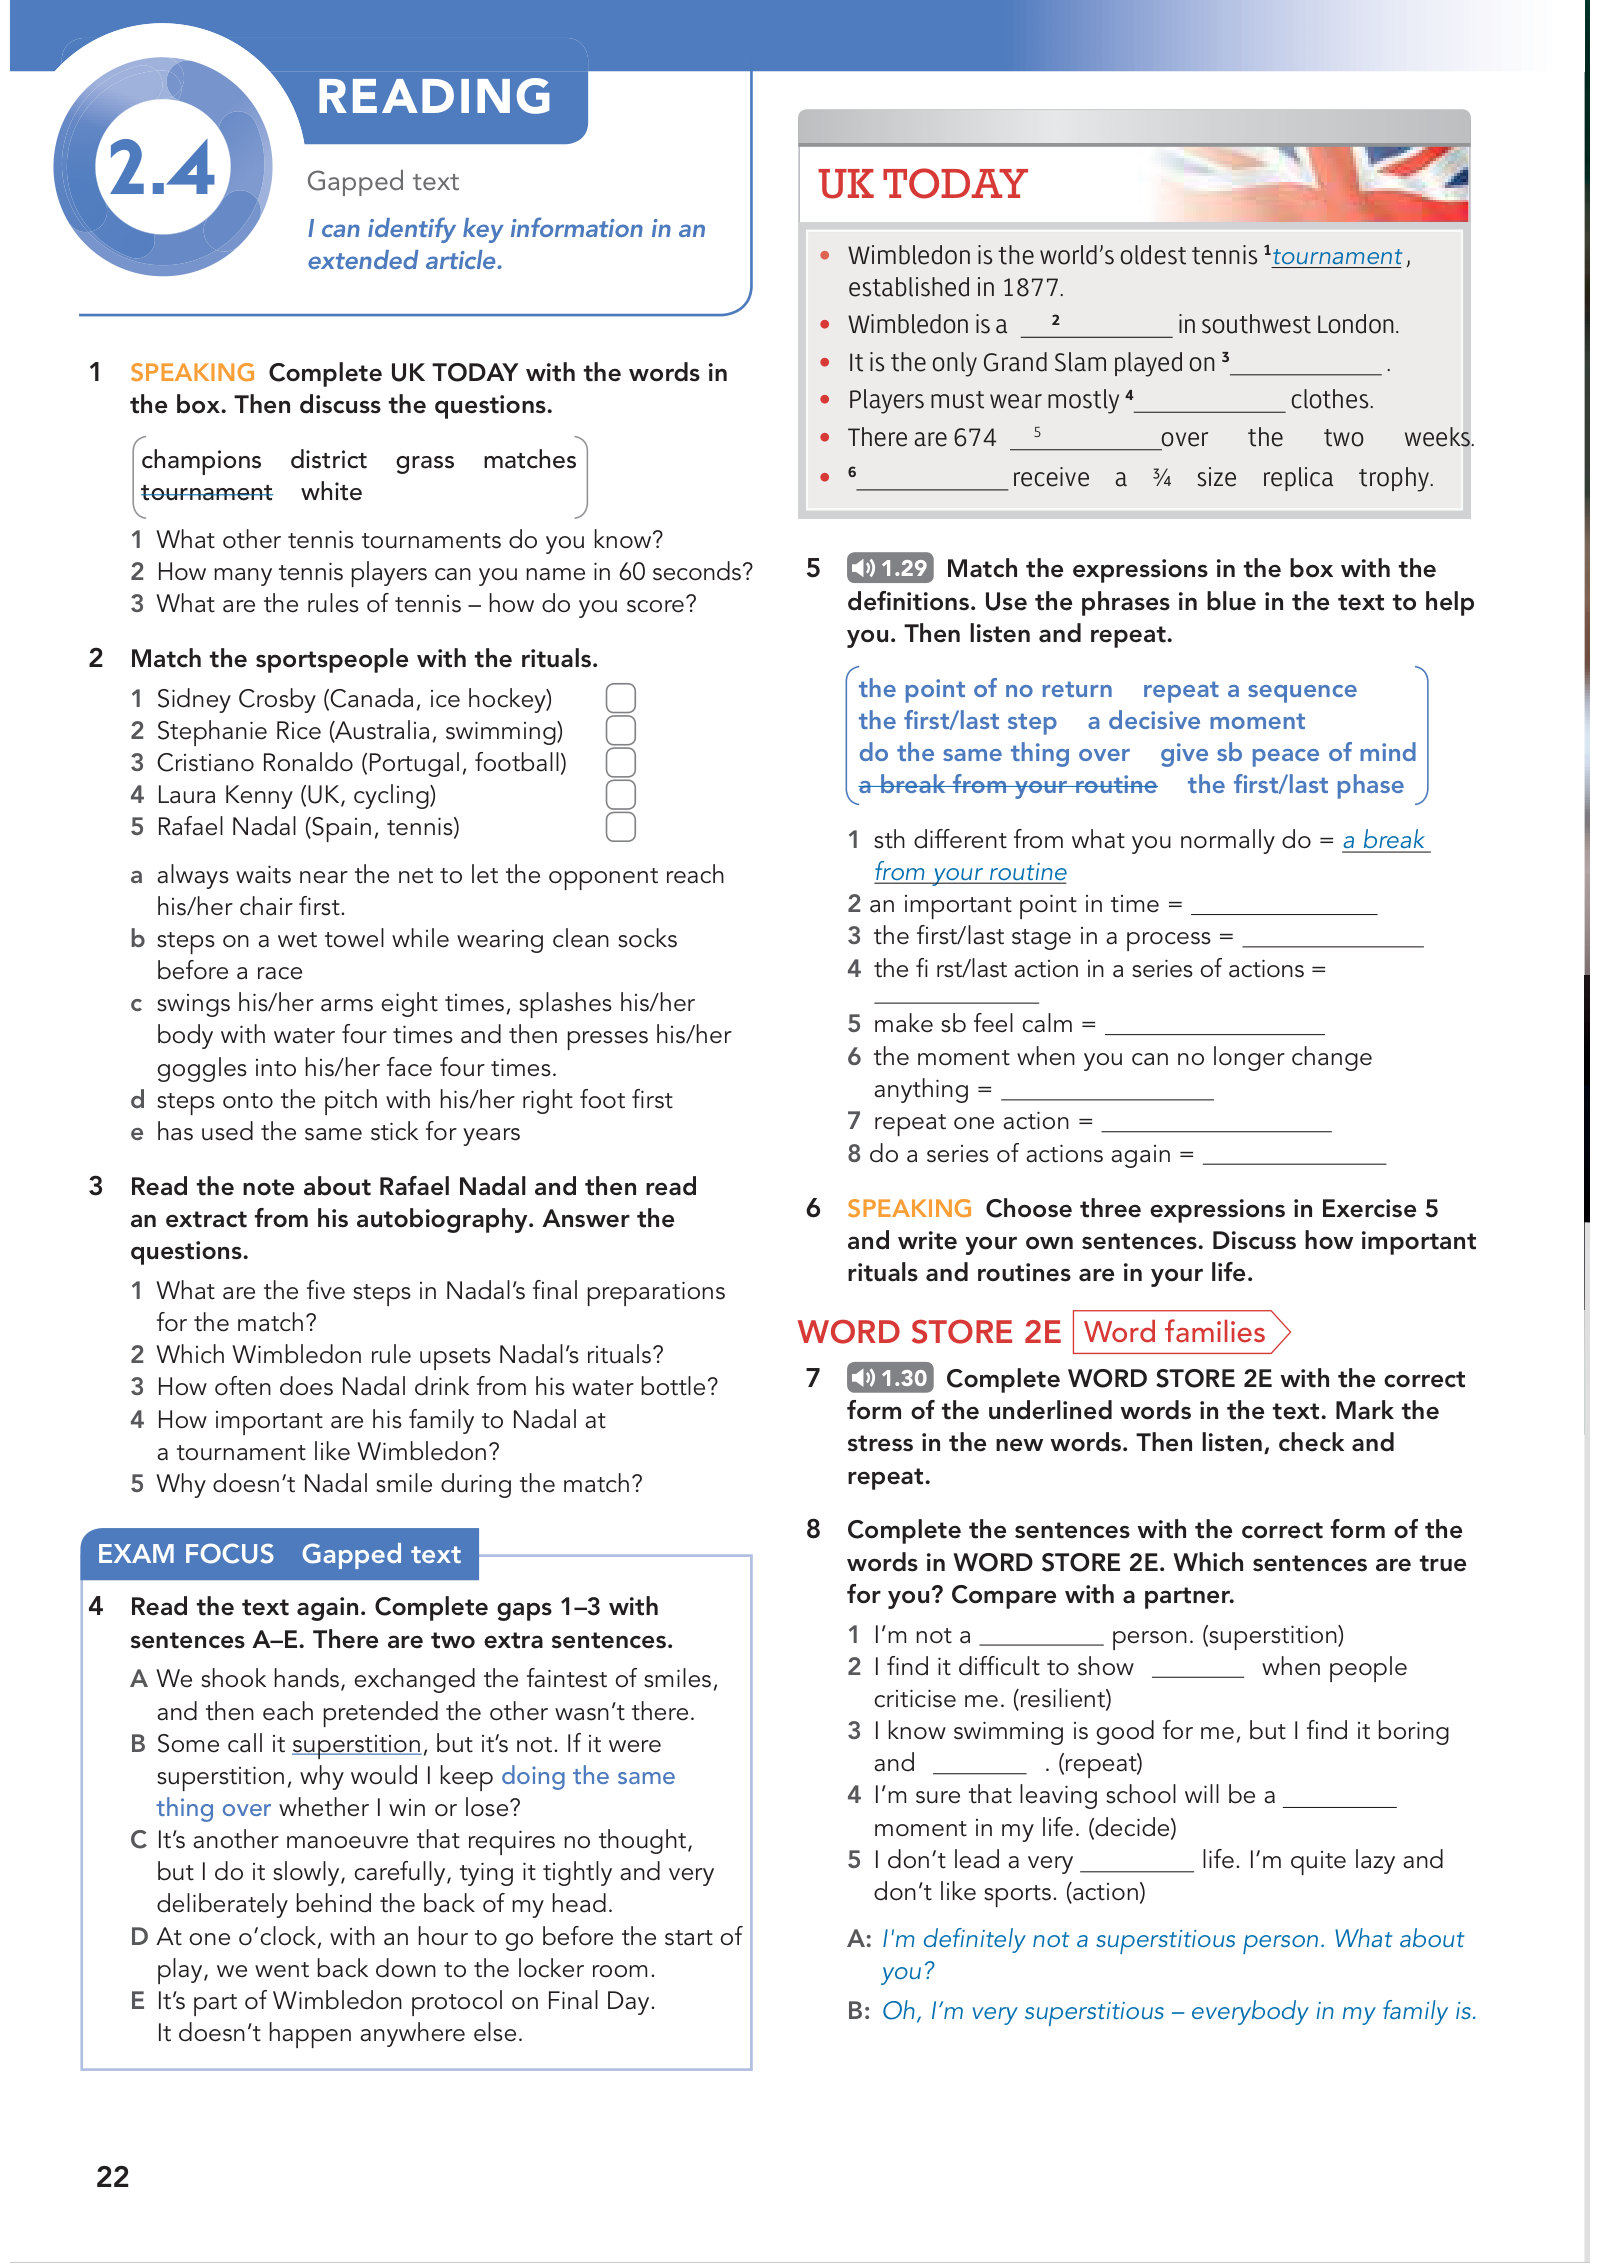 READING
2.4
Gapped text
I can identify key information in an
extended article.
1 SPEAKING Complete UK TODAY with the words in
the box. Then discuss the questions.
champions district grass matches
tournament white
1 What other tennis tournaments do you know?
2 How many tennis players can you name in 60 seconds?
3 What are the rules of tennis – how do you score?
2 Match the sportspeople with the rituals.
1 Sidney Crosby (Canada, ice hockey)
2 Stephanie Rice (Australia, swimming)
3 Cristiano Ronaldo (Portugal, football)
4 Laura Kenny (UK, cycling)
5 Rafael Nadal (Spain, tennis)
a always waits near the net to let the opponent reach
his/her chair first.
b steps on a wet towel while wearing clean socks
before a race
c swings his/her arms eight times, splashes his/her
body with water four times and then presses his/her
goggles into his/her face four times.
d steps onto the pitch with his/her right foot first
e has used the same stick for years
3 Read the note about Rafael Nadal and then read
an extract from his autobiography. Answer the
questions.
1 What are the five steps in Nadal's final preparations
for the match?
2 Which Wimbledon rule upsets Nadal's rituals?
3 How often does Nadal drink from his water bottle?
4 How important are his family to Nadal at
a tournament like Wimbledon?
5 Why doesn't Nadal smile during the match?
EXAM FOCUS Gapped text
4 Read the text again. Complete gaps 1–3 with
sentences A–E. There are two extra sentences.
A We shook hands, exchanged the faintest of smiles,
and then each pretended the other wasn't there.
B Some call it superstition, but it's not. If it were
superstition, why would I keep doing the same
thing over whether I win or lose?
C It's another manoeuvre that requires no thought,
but I do it slowly, carefully, tying it tightly and very
deliberately behind the back of my head.
D At one o'clock, with an hour to go before the start of
play, we went back down to the locker room.
E It's part of Wimbledon protocol on Final Day.
It doesn't happen anywhere else.
22
UK TODAY
• Wimbledon is the world's oldest tennis 1 tournament,
established in 1877.
• Wimbledon is a 2 ____ in southwest London.
• It is the only Grand Slam played on 3 ____.
• Players must wear mostly 4 ____ clothes.
• There are 674 5 ____ over the two weeks.
• 6 ____ receive a ¾ size replica trophy.
5 1.29 Match the expressions in the box with the
definitions. Use the phrases in blue in the text to help
you. Then listen and repeat.
the point of no return repeat a sequence
the first/last step a decisive moment
do the same thing over give sb peace of mind
a break from your routine the first/last phase
1 sth different from what you normally do = a break
from your routine
2 an important point in time = ____
3 the first/last stage in a process = ____
4 the fi rst/last action in a series of actions =
____
5 make sb feel calm = ____
6 the moment when you can no longer change
anything = ____
7 repeat one action = ____
8 do a series of actions again = ____
6 SPEAKING Choose three expressions in Exercise 5
and write your own sentences. Discuss how important
rituals and routines are in your life.
WORD STORE 2E Word families
7 1.30 Complete WORD STORE 2E with the correct
form of the underlined words in the text. Mark the
stress in the new words. Then listen, check and
repeat.
8 Complete the sentences with the correct form of the
words in WORD STORE 2E. Which sentences are true
for you? Compare with a partner.
1 I'm not a ____ person. (superstition)
2 I find it difficult to show ____ when people
criticise me. (resilient)
3 I know swimming is good for me, but I find it boring
and ____ . (repeat)
4 I'm sure that leaving school will be a ____
moment in my life. (decide)
5 I don't lead a very ____ life. I'm quite lazy and
don't like sports. (action)
A: I'm definitely not a superstitious person. What about
you?
B: Oh, I'm very superstitious – everybody in my family is.